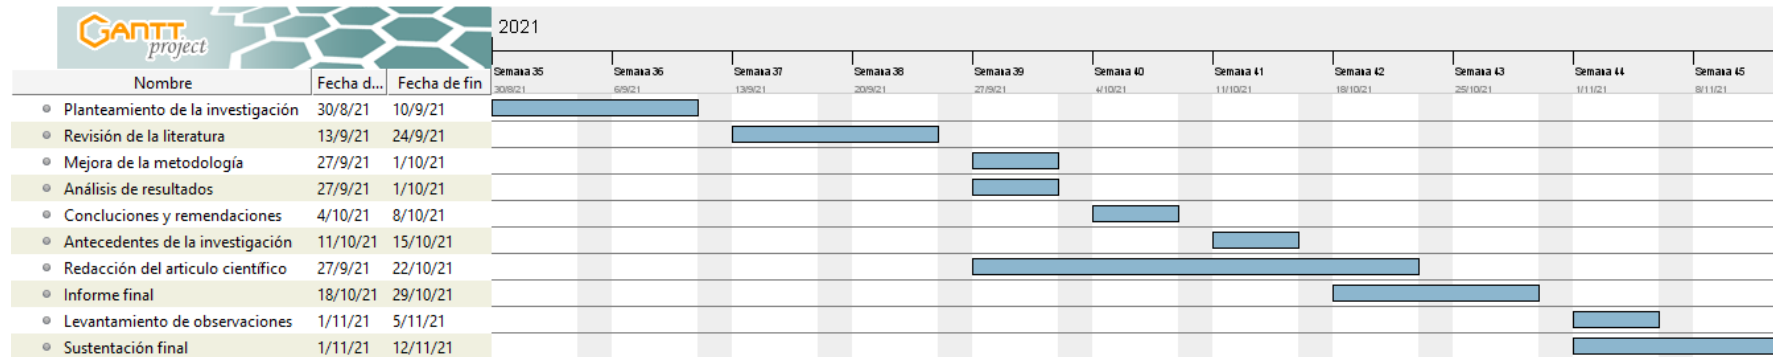 GANTT
project
2021
Semana 35 Semana 36 Semana 37 Semana 38 Semana 39 Semana 40 Semana 41 Semana 42 Semana 43 Semana 44 Semana 45
Nombre Fecha d... Fecha de fin
30/8/21 6/9/21 13/9/21 20/9/21 27/9/21 4/10/21 11/10/21 18/10/21 25/10/21 1/11/21 8/11/21
Planteamiento de la investigación 30/8/21 10/9/21
Revisión de la literatura 13/9/21 24/9/21
Mejora de la metodología 27/9/21 1/10/21
Análisis de resultados 27/9/21 1/10/21
Concluciones y remendaciones 4/10/21 8/10/21
Antecedentes de la investigación 11/10/21 15/10/21
Redacción del articulo científico 27/9/21 22/10/21
Informe final 18/10/21 29/10/21
Levantamiento de observaciones 1/11/21 5/11/21
Sustentación final 1/11/21 12/11/21